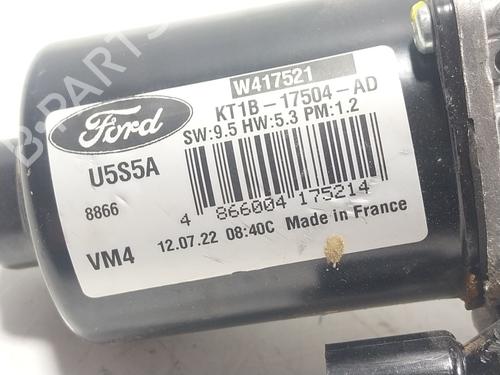 W417521
KT1B-17504-AD
SW:9.5 HW:5.3 PM:1.2
Ford
U5S5A
8866
4 866004 175214
VM4
12.07.22 08:40C Made in France
B-PARTS